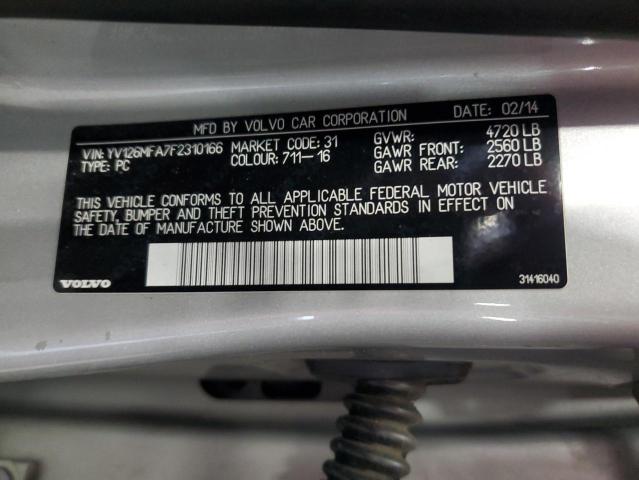 MFD BY VOLVO CAR CORPORATION DATE: 02/14
VIN: YV126MFA7F2310166 MARKET CODE: 31 GVWR: 4720 LB
TYPE: PC COLOUR: 711-16 GAWR FRONT: 2560 LB
GAWR REAR: 2270 LB
THIS VEHICLE CONFORMS TO ALL APPLICABLE FEDERAL MOTOR VEHICLE
SAFETY, BUMPER AND THEFT PREVENTION STANDARDS IN EFFECT ON
THE DATE OF MANUFACTURE SHOWN ABOVE.
VOLVO 31416040